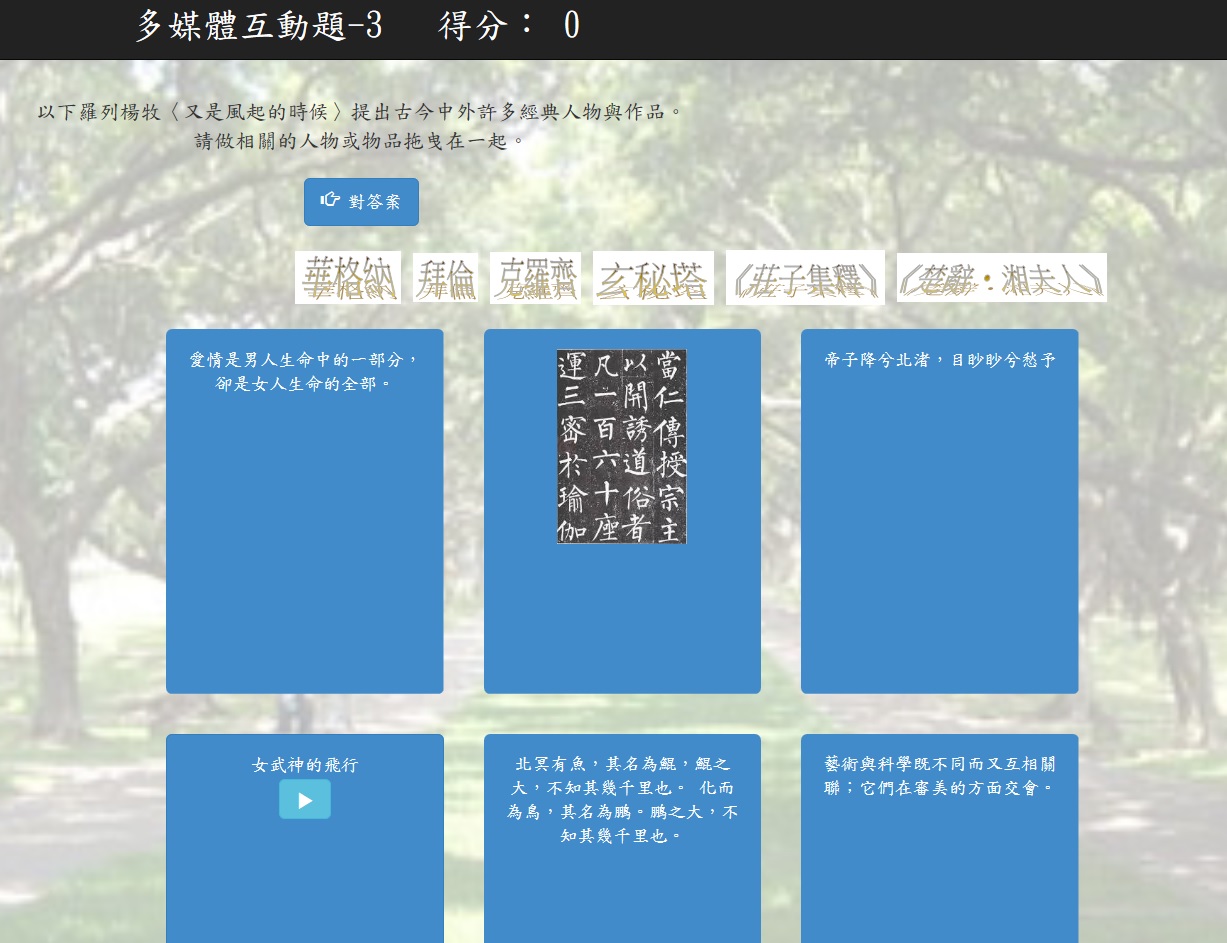 多媒體互動題-3 得分： 0
以下羅列楊牧〈又是風起的時候〉提出古今中外許多經典人物與作品。
請做相關的人物或物品拖曳在一起。
對答案
華格納 拜倫 克羅齊 玄秘塔 《莊子集釋》 《楚辭‧湘夫人》
愛情是男人生命中的一部分，
卻是女人生命的全部。
當仁傳授宗主
以開誘道俗者
凡一百六十座
運三密於瑜伽
帝子降兮北渚，目眇眇兮愁予
女武神的飛行
北冥有魚，其名為鯤，鯤之
大，不知其幾千里也。 化而
為鳥，其名為鵬。鵬之大，不
知其幾千里也。
藝術與科學既不同而又互相關
聯；它們在審美的方面交會。